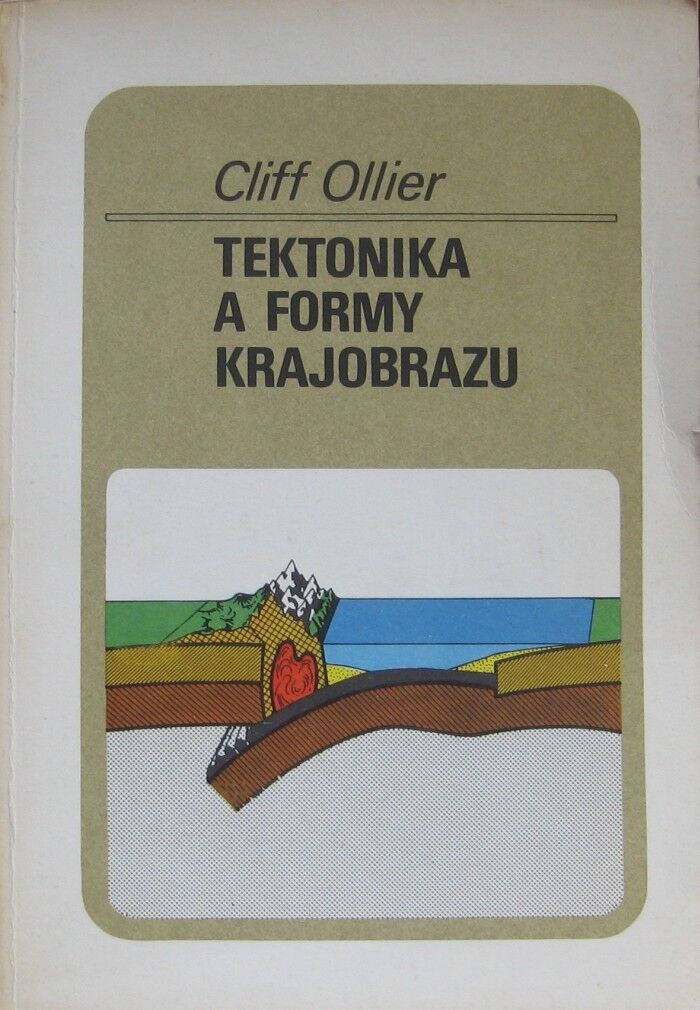 Cliff Ollier
TEKTONIKA
A FORMY
KRAJOBRAZU